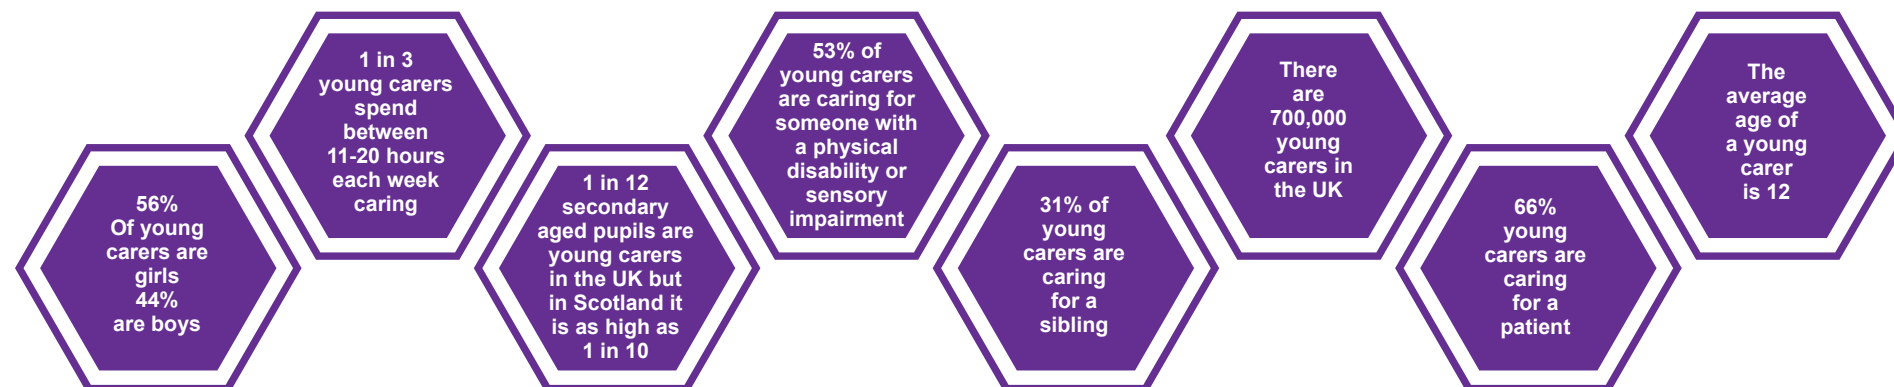 56%
Of young
carers are
girls
44%
are boys
1 in 3
young carers
spend
between
11-20 hours
each week
caring
1 in 12
secondary
aged pupils are
young carers
in the UK but
in Scotland it
is as high as
1 in 10
53% of
young carers
are caring for
someone with
a physical
disability or
sensory
impairment
31% of
young
carers are
caring
for a
sibling
There
are
700,000
young
carers in
the UK
66%
young
carers are
caring
for a
patient
The
average
age of
a young
carer
is 12